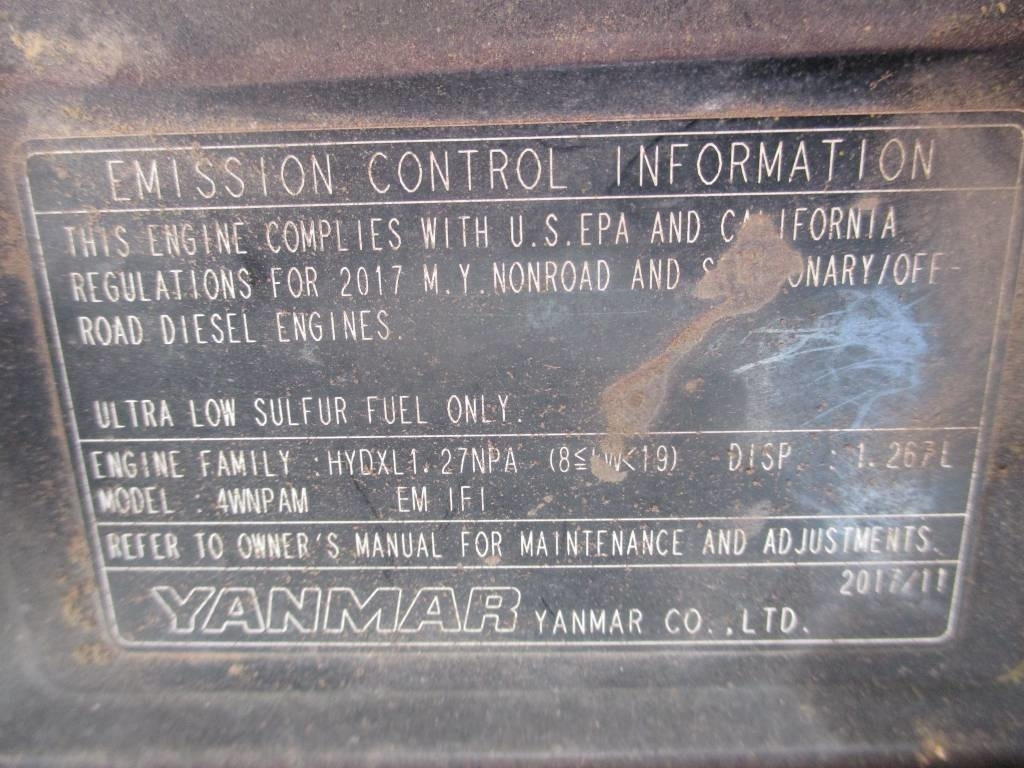 EMISSION CONTROL INFORMATION
THIS ENGINE COMPLIES WITH U.S.EPA AND CALIFORNIA
REGULATIONS FOR 2017 M.Y.NONROAD AND STATIONARY/OFF-
ROAD DIESEL ENGINES.
ULTRA LOW SULFUR FUEL ONLY.
ENGINE FAMILY :HYDXL1.27NPA (8≤kW<19) DISP : 1.267L
MODEL : 4WNPAM EM IFI
REFER TO OWNER'S MANUAL FOR MAINTENANCE AND ADJUSTMENTS.
2017/11
YANMAR YANMAR CO.,LTD.